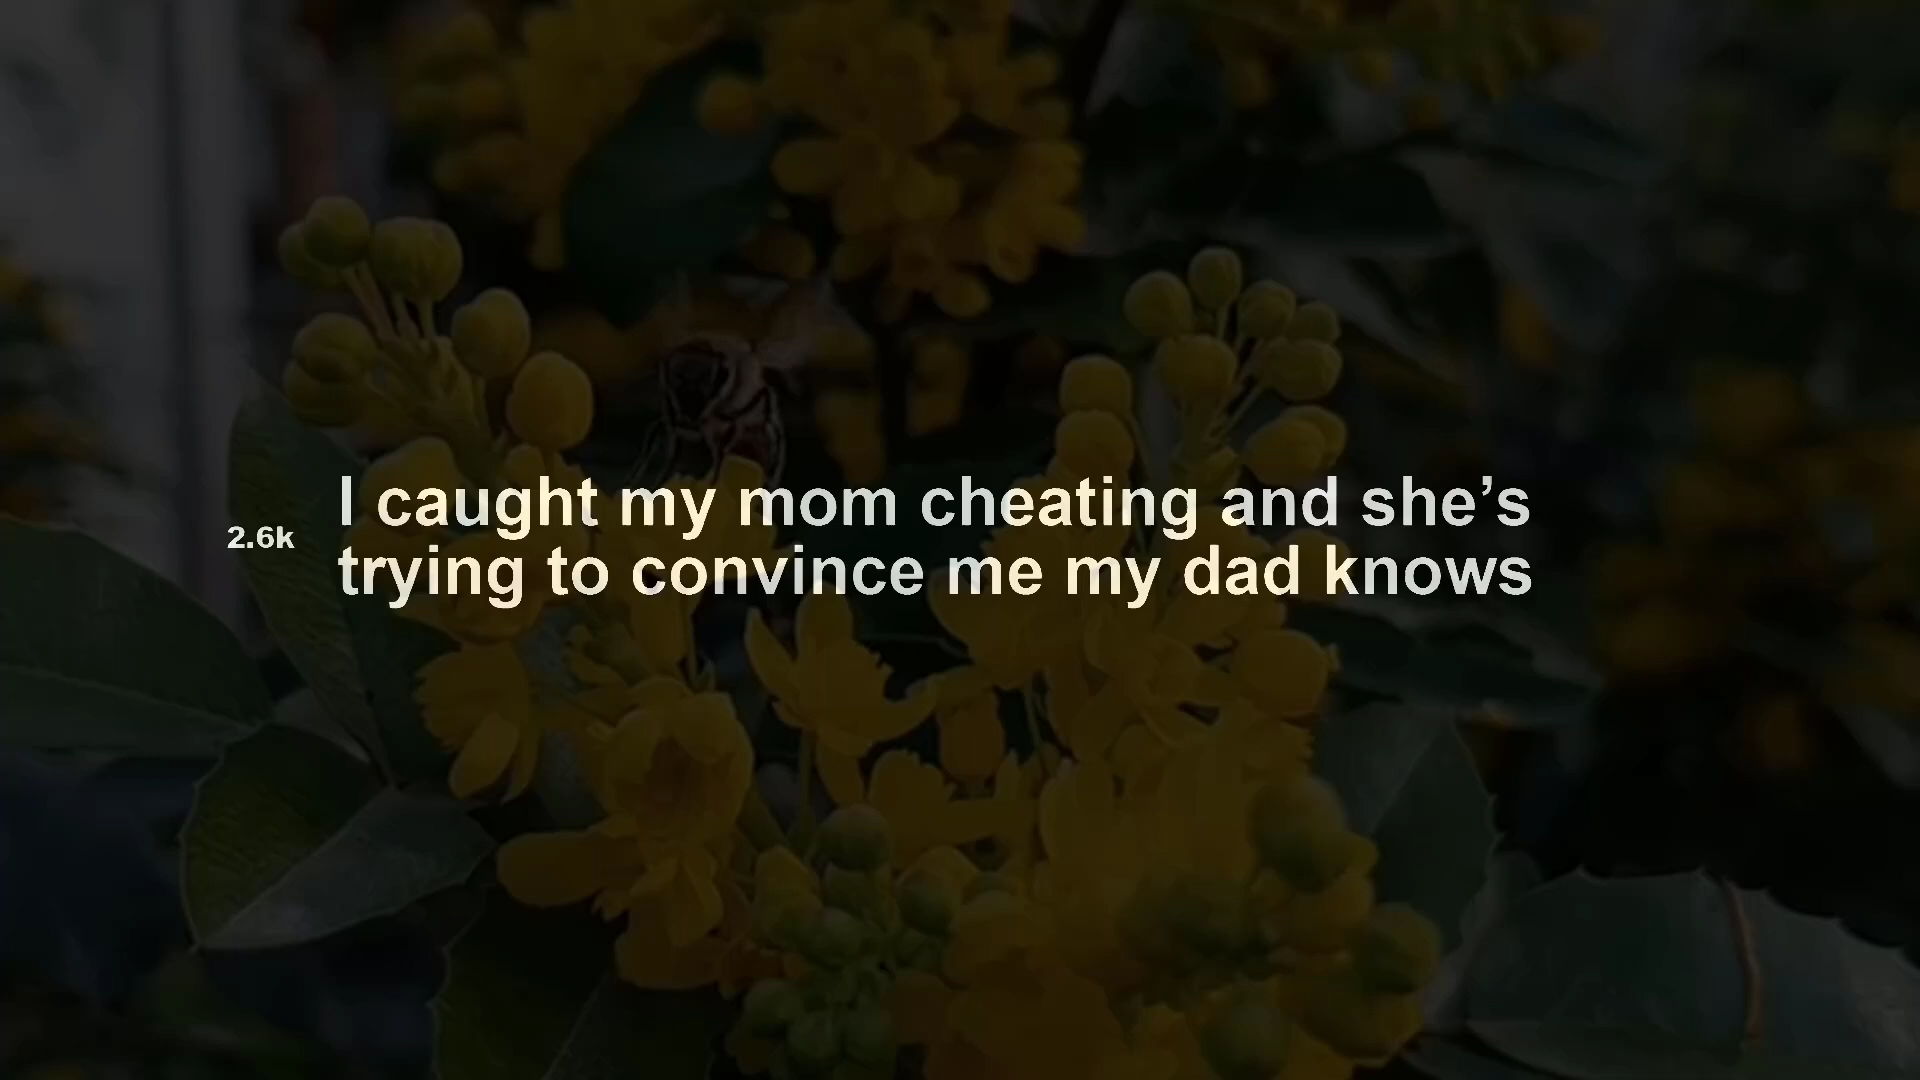 I caught my mom cheating and she’s
2.6k
trying to convince me my dad knows